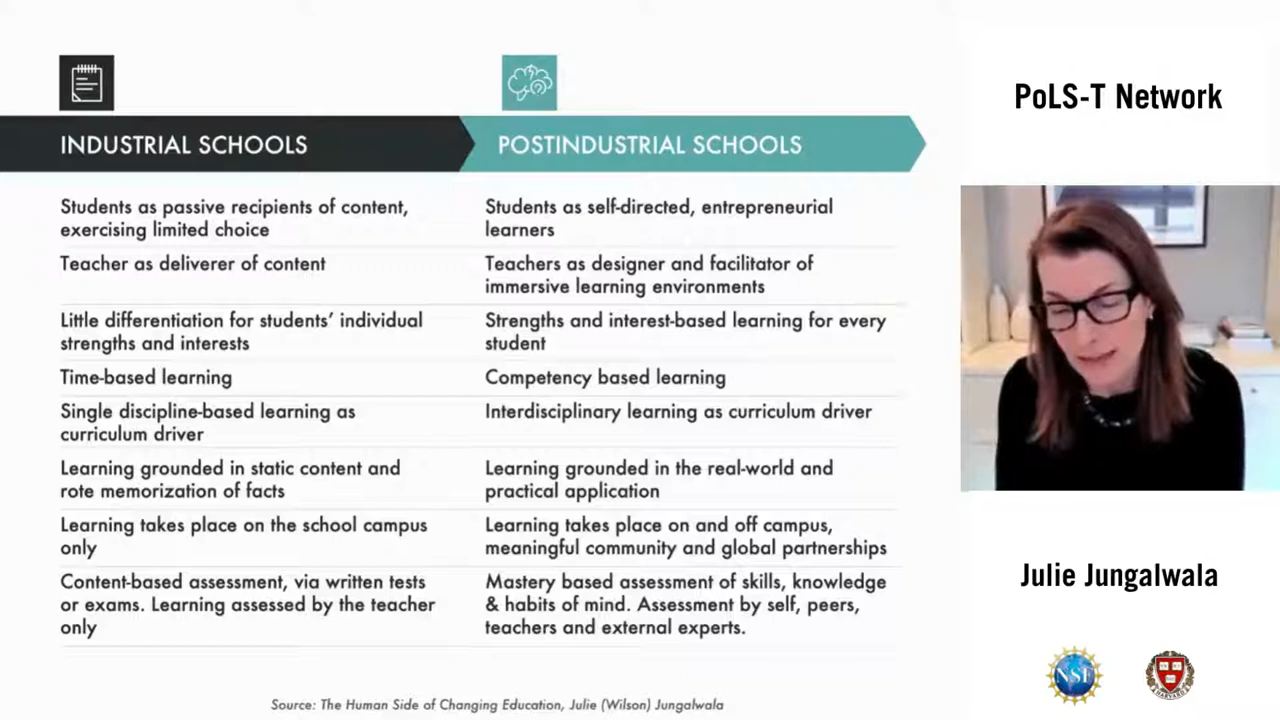 PoLS-T Network
INDUSTRIAL SCHOOLS
POSTINDUSTRIAL SCHOOLS
Students as passive recipients of content,
exercising limited choice
Students as self-directed, entrepreneurial
learners
Teacher as deliverer of content
Teachers as designer and facilitator of
immersive learning environments
Little differentiation for students’ individual
strengths and interests
Strengths and interest-based learning for every
student
Time-based learning
Competency based learning
Single discipline-based learning as
curriculum driver
Interdisciplinary learning as curriculum driver
Learning grounded in static content and
rote memorization of facts
Learning grounded in the real-world and
practical application
Learning takes place on the school campus
only
Learning takes place on and off campus,
meaningful community and global partnerships
Content-based assessment, via written tests
or exams. Learning assessed by the teacher
only
Mastery based assessment of skills, knowledge
& habits of mind. Assessment by self, peers,
teachers and external experts.
Source: The Human Side of Changing Education, Julie (Wilson) Jungalwala
Julie Jungalwala
NSF